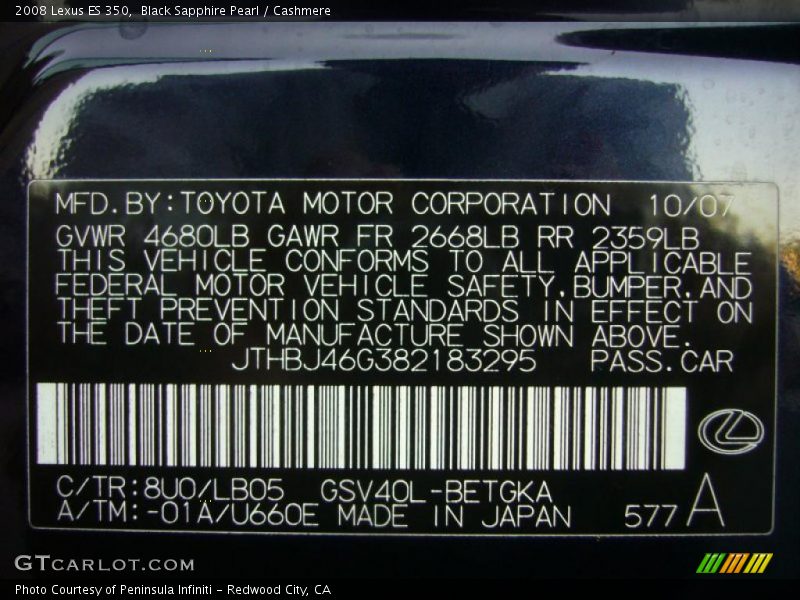 2008 Lexus ES 350,  Black Sapphire Pearl / Cashmere
MFD.BY:TOYOTA MOTOR CORPORATION 10/07
GVWR 4680LB GAWR FR 2668LB RR 2359LB
THIS VEHICLE CONFORMS TO ALL APPLICABLE
FEDERAL MOTOR VEHICLE SAFETY,BUMPER,AND
THEFT PREVENTION STANDARDS IN EFFECT ON
THE DATE OF MANUFACTURE SHOWN ABOVE.
JTHBJ46G382183295 PASS.CAR
C/TR:8U0/LB05 GSV40L-BETGKA
A/TM:-01A/U660E MADE IN JAPAN 577 A
GTCARLOT.COM
Photo Courtesy of Peninsula Infiniti - Redwood City, CA